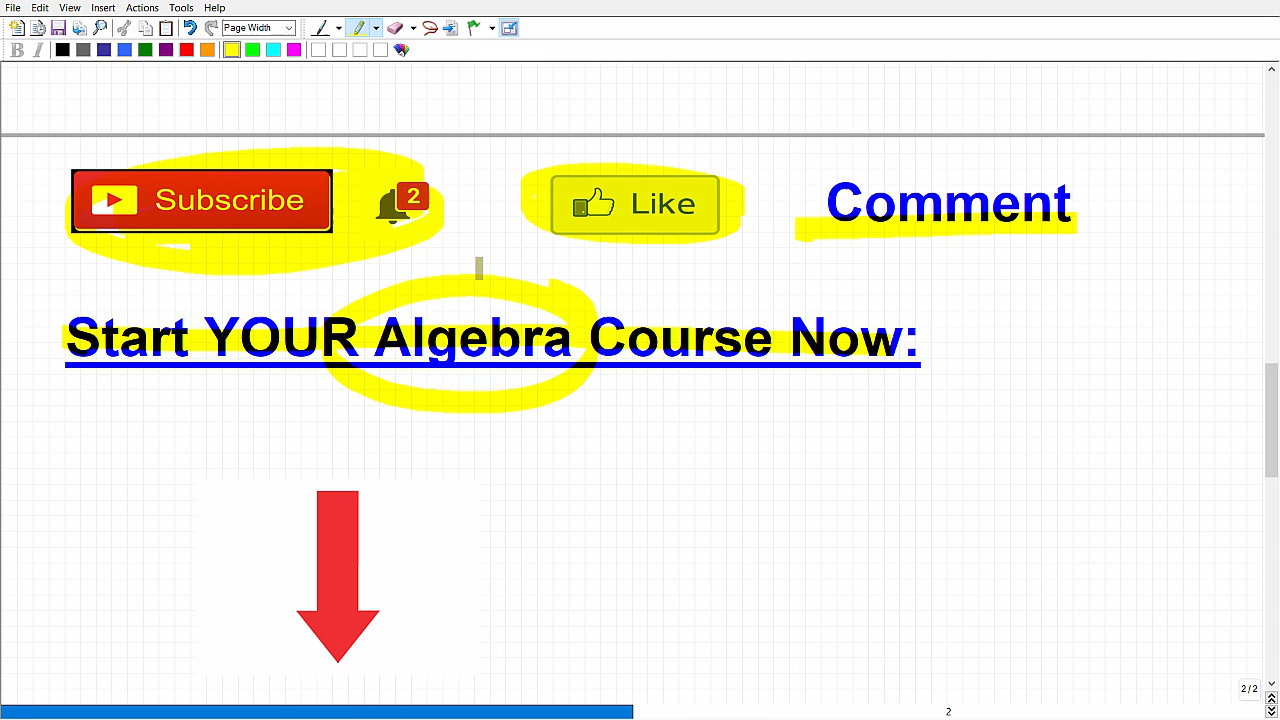 File Edit View Insert Actions Tools Help
Page Width
B I
Subscribe 2 Like Comment
Start YOUR Algebra Course Now:
2/2
2